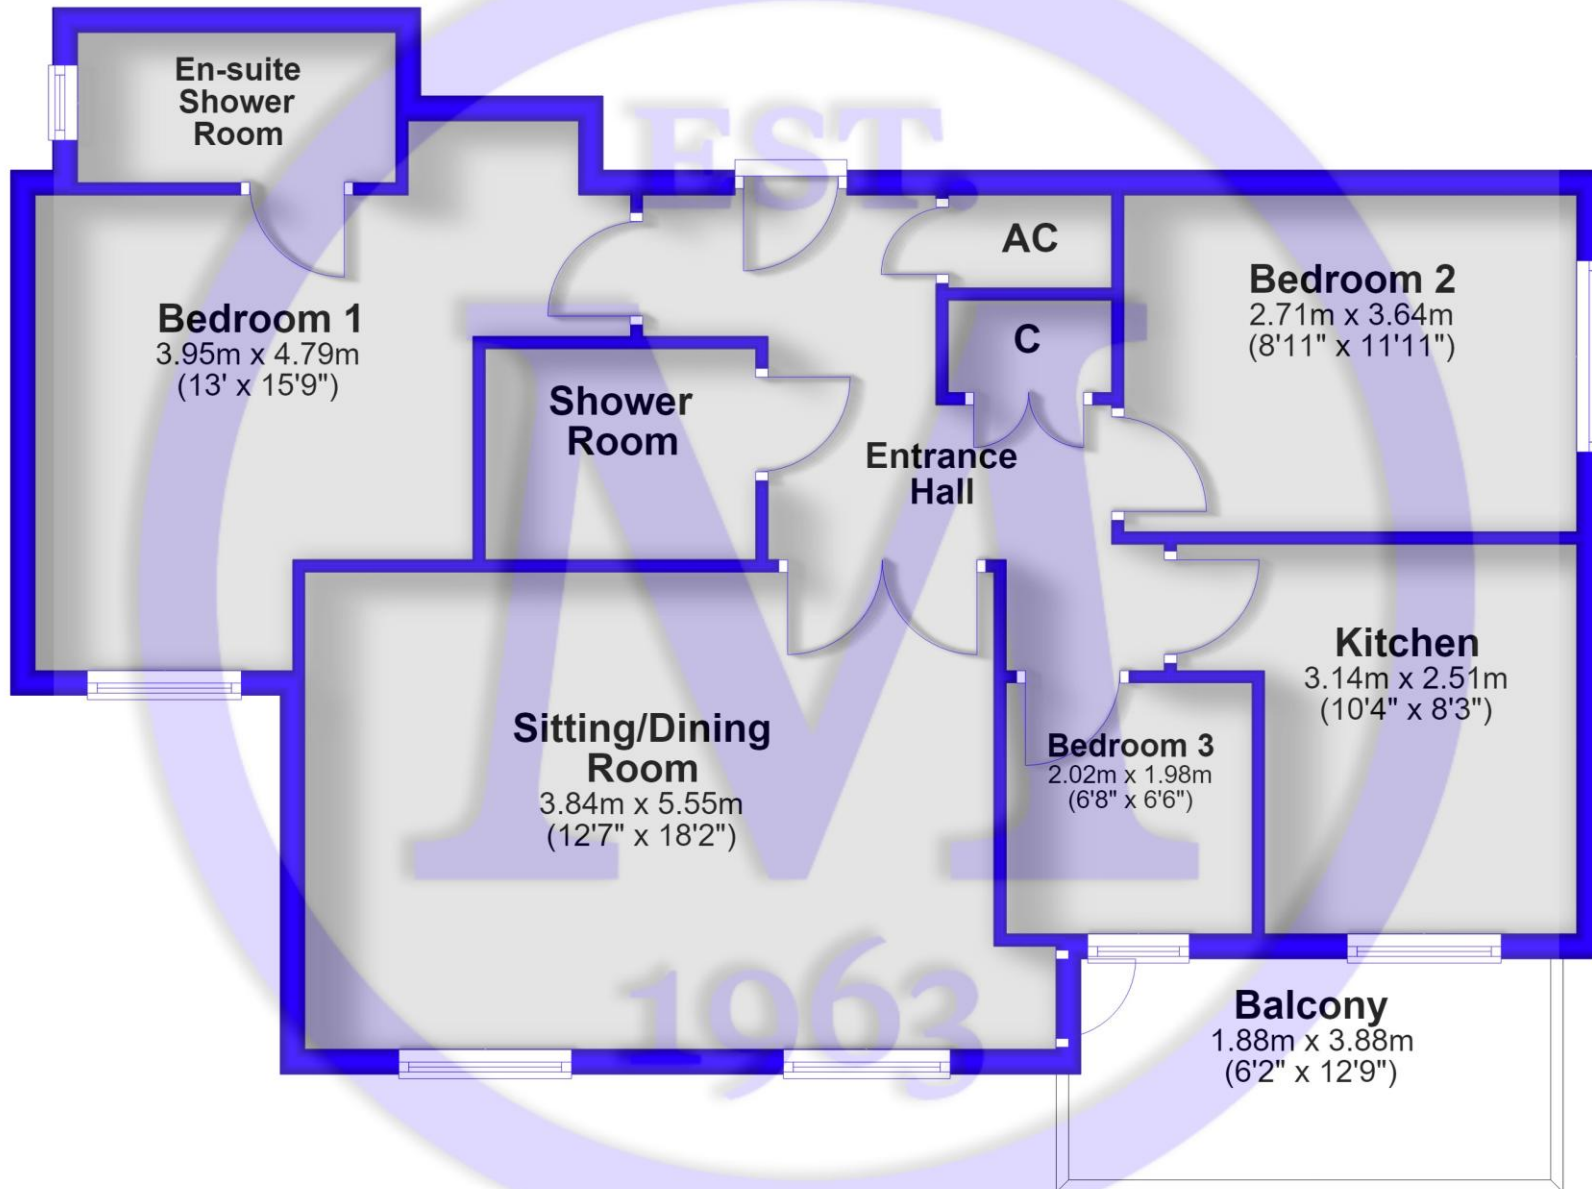 En-suite
Shower
Room
EST.
AC
Bedroom 1
3.95m x 4.79m
(13' x 15'9")
Bedroom 2
2.71m x 3.64m
(8'11" x 11'11")
C
Shower
Room
Entrance
Hall
M
Kitchen
3.14m x 2.51m
(10'4" x 8'3")
Sitting/Dining
Room
3.84m x 5.55m
(12'7" x 18'2")
Bedroom 3
2.02m x 1.98m
(6'8" x 6'6")
1963
Balcony
1.88m x 3.88m
(6'2" x 12'9")